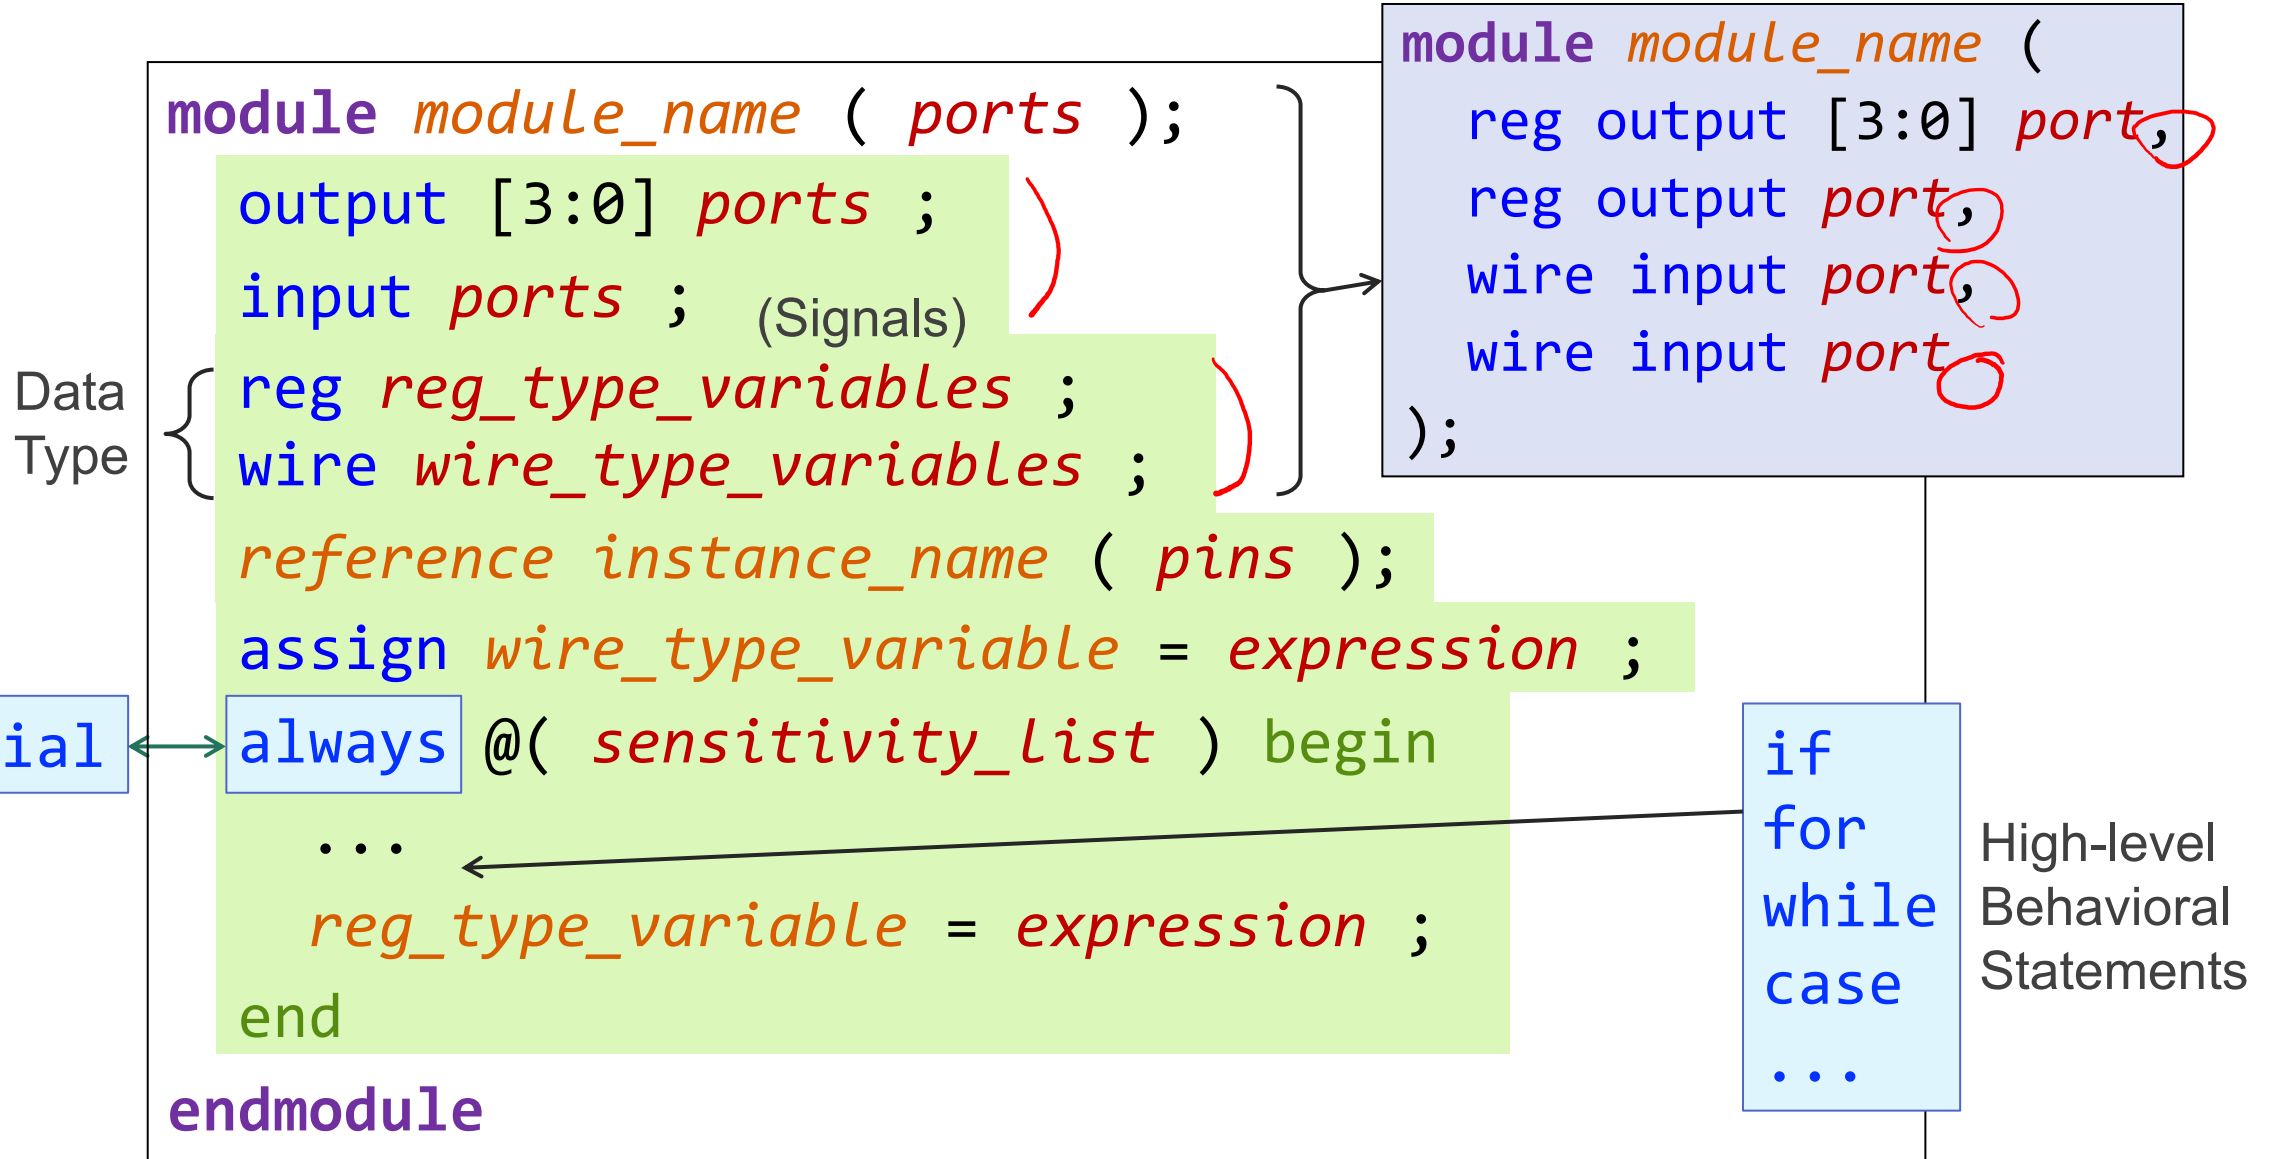 module module_name ( ports );
output [3:0] ports ;
input ports ;
(Signals)
reg reg_type_variables ;
wire wire_type_variables ;
Data
Type
reference instance_name ( pins );
assign wire_type_variable = expression ;
ial
always @( sensitivity_list ) begin
...
reg_type_variable = expression ;
end
endmodule
module module_name (
reg output [3:0] port,
reg output port,
wire input port,
wire input port
);
if
for
while
case
...
High-level
Behavioral
Statements